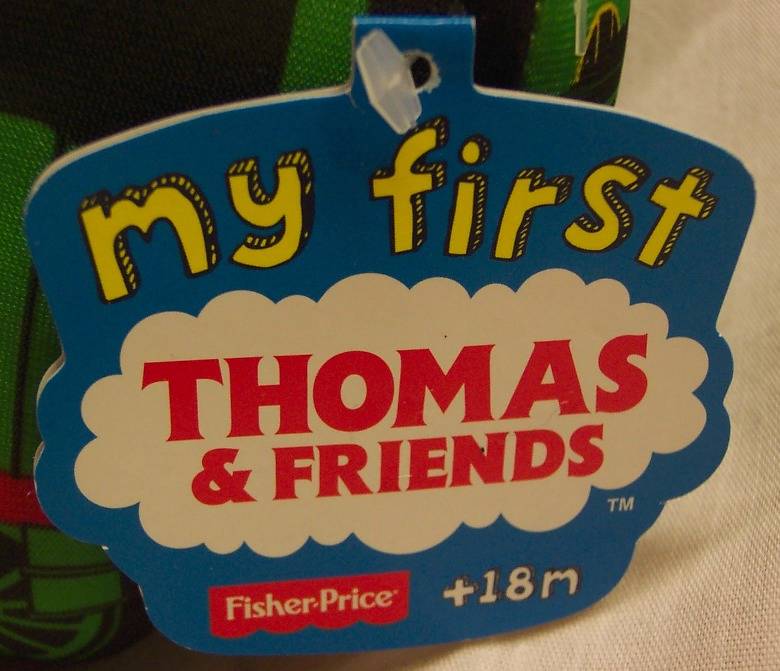 my first
THOMAS
& FRIENDS
TM
Fisher-Price
+18m